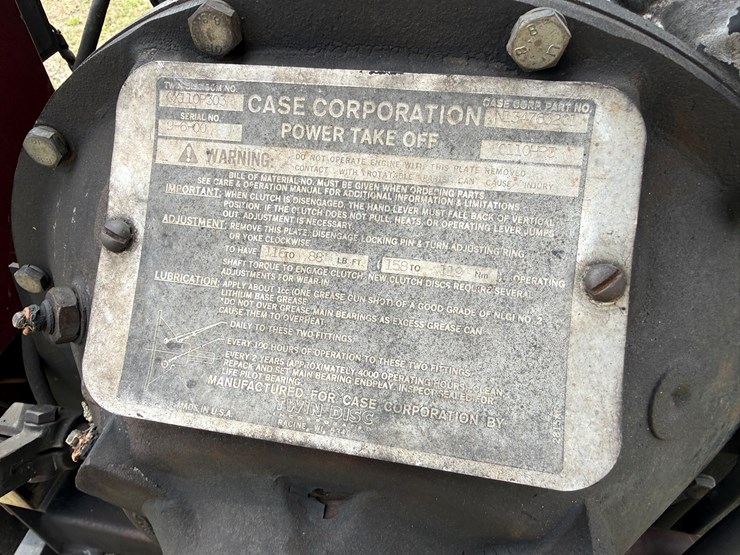 TWIN DISC BOM NO.
CASE CORPORATION
CASE CORP. PART NO.
SERIAL NO.
POWER TAKE OFF
WARNING:
DO NOT OPERATE ENGINE WITH THIS PLATE REMOVED
CONTACT WITH ROTATABLE PARTS CAN CAUSE INJURY
BILL OF MATERIAL NO. MUST BE GIVEN WHEN ORDERING PARTS
SEE CARE & OPERATION MANUAL FOR ADDITIONAL INFORMATION & LIMITATIONS
IMPORTANT: WHEN CLUTCH IS DISENGAGED, THE HAND LEVER MUST FALL BACK OF VERTICAL
POSITION. IF THE CLUTCH DOES NOT PULL, HEATS, OR OPERATING LEVER JUMPS
OUT, ADJUSTMENT IS NECESSARY
ADJUSTMENT: REMOVE THIS PLATE, DISENGAGE LOCKING PIN & TURN ADJUSTING RING,
OR YOKE CLOCKWISE
TO HAVE TO LB FT. TO Nm OPERATING
SHAFT TORQUE TO ENGAGE CLUTCH. NEW CLUTCH DISCS REQUIRE SEVERAL
ADJUSTMENTS FOR WEAR IN
LUBRICATION: APPLY ABOUT 1cc (ONE GREASE GUN SHOT) OF A GOOD GRADE OF NLGI NO. 2
LITHIUM BASE GREASE
DO NOT OVER GREASE MAIN BEARINGS AS EXCESS GREASE CAN
CAUSE THEM TO OVERHEAT
DAILY TO THESE TWO FITTINGS
EVERY 100 HOURS OF OPERATION TO THESE TWO FITTINGS
EVERY 2 YEARS (APPROXIMATELY 4000 OPERATING HOURS) CLEAN,
REPACK AND SET MAIN BEARING ENDPLAY. INSPECT SEALED FOR
LIFE PILOT BEARING
MANUFACTURED FOR CASE CORPORATION BY
TWIN DISC
MADE IN U.S.A.
RACINE, WI.